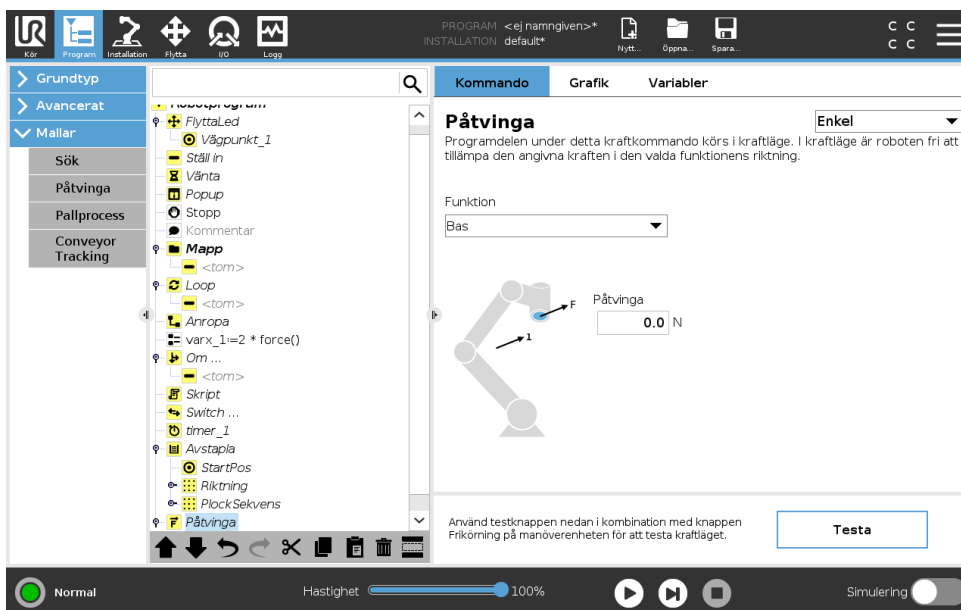 UR
PROGRAM <ej namngiven>*
INSTALLATION default*
Kör
Program
Installation
Flytta
I/O
Logg
Nytt...
Öppna...
Spara...
C C
C C
Grundtyp
Avancerat
Mallar
Sök
Påtvinga
Pallprocess
Conveyor
Tracking
Robotprogram
FlyttaLed
Vägpunkt_1
Ställ in
Vänta
Popup
Stopp
Kommentar
Mapp
<tom>
Loop
<tom>
Anropa
varx_1≔2 * force()
Om ...
<tom>
Skript
Switch ...
timer_1
Avstapla
StartPos
Riktning
PlockSekvens
Påtvinga
Kommando
Grafik
Variabler
Påtvinga
Enkel
Programdelen under detta kraftkommando körs i kraftläge. I kraftläge är roboten fri att
tillämpa den angivna kraften i den valda funktionens riktning.
Funktion
Bas
F
1
Påtvinga
0.0 N
Använd testknappen nedan i kombination med knappen
Frikörning på manöverenheten för att testa kraftläget.
Testa
Normal
Hastighet
100%
Simulering